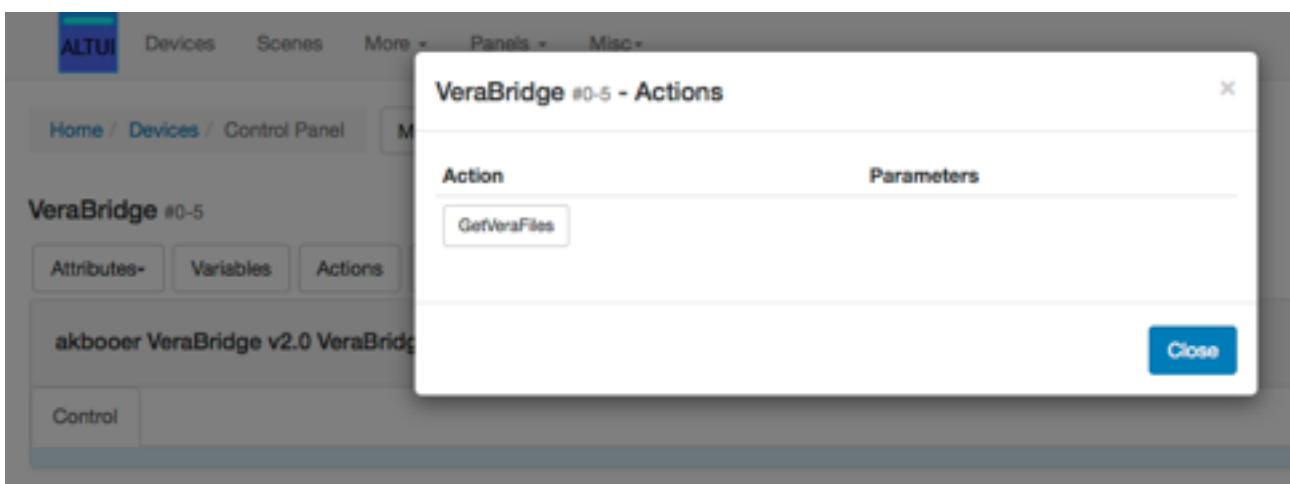 ALTUI Devices Scenes More Panels Misc
VeraBridge #0-5 - Actions ×
Home / Devices / Control Panel M
Action Parameters
VeraBridge #0-5
GetVeraFiles
Attributes Variables Actions
akbooer VeraBridge v2.0 VeraBridg
Close
Control